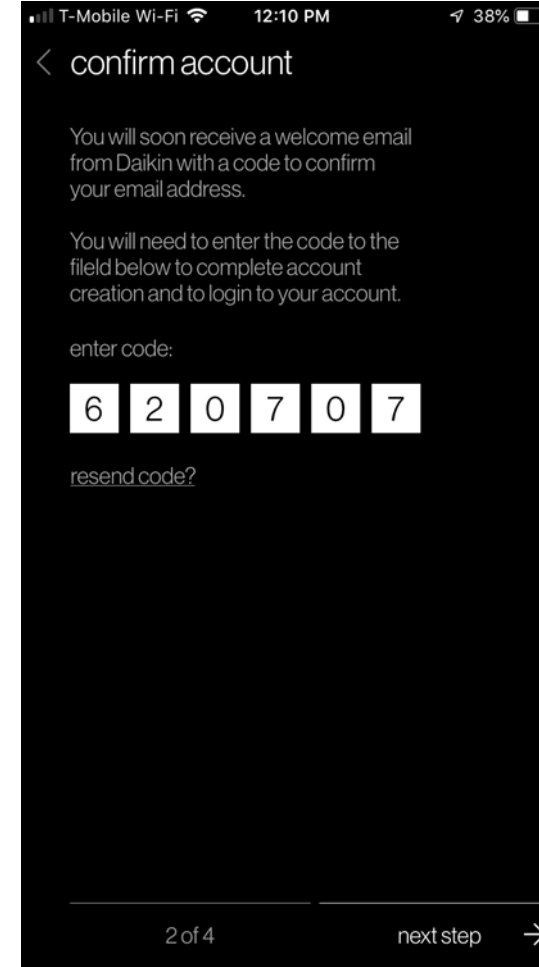 T-Mobile Wi-Fi 12:10 PM 38%
confirm account
You will soon receive a welcome email
from Daikin with a code to confirm
your email address.
You will need to enter the code to the
fileld below to complete account
creation and to login to your account.
enter code:
6 2 0 7 0 7
resend code?
2 of 4 next step